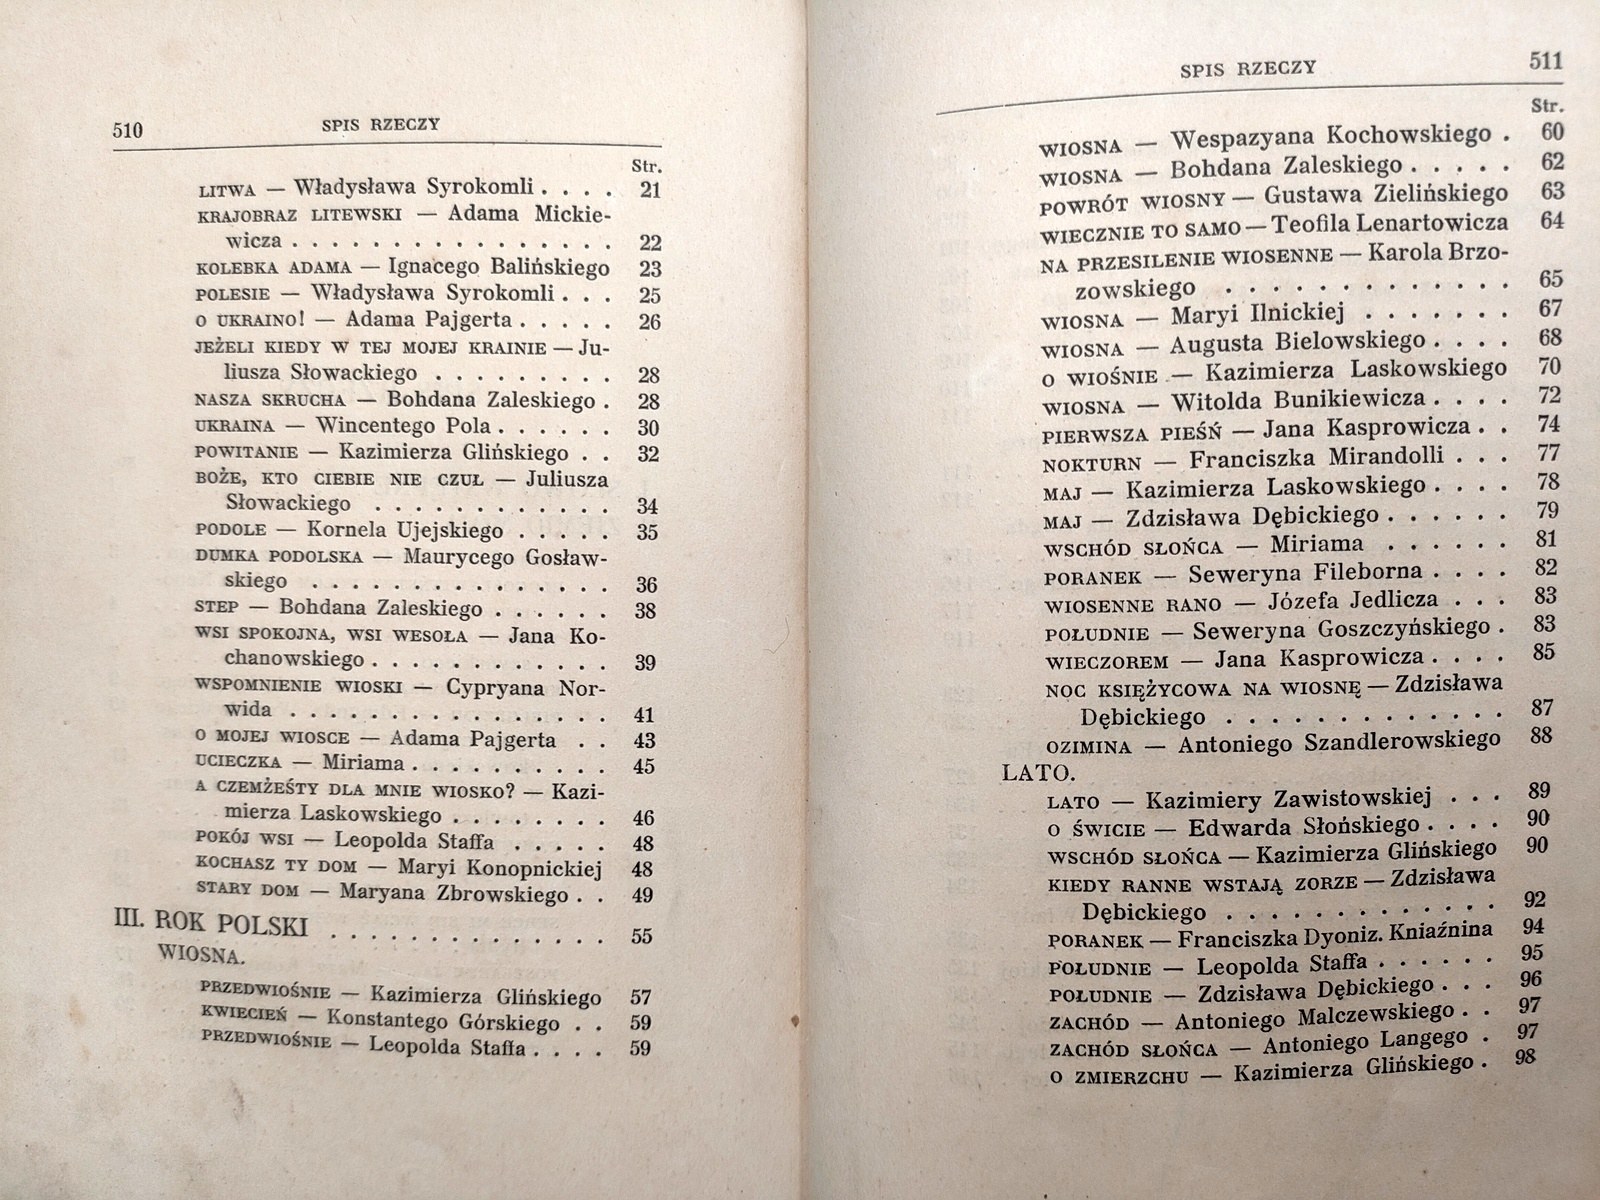 510
SPIS RZECZY
Str.
LITWA — Władysława Syrokomli . . . . 21
KRAJOBRAZ LITEWSKI — Adama Mickie-
wicza . . . . . . . . . . . . . . . . 22
KOLEBKA ADAMA — Ignacego Balińskiego 23
POLESIE — Władysława Syrokomli . . . 25
O UKRAINO! — Adama Pajgerta . . . . . 26
JEŻELI KIEDY W TEJ MOJEJ KRAINIE — Ju-
liusza Słowackiego . . . . . . . . . 28
NASZA SKRUCHA — Bohdana Zaleskiego . 28
UKRAINA — Wincentego Pola . . . . . . 30
POWITANIE — Kazimierza Glińskiego . . 32
BOŻE, KTO CIEBIE NIE CZUŁ — Juliusza
Słowackiego . . . . . . . . . . . . 34
PODOLE — Kornela Ujejskiego . . . . . 35
DUMKA PODOLSKA — Maurycego Gosław-
skiego . . . . . . . . . . . . . . . 36
STEP — Bohdana Zaleskiego . . . . . . 38
WSI SPOKOJNA, WSI WESOŁA — Jana Ko-
chanowskiego . . . . . . . . . . . . 39
WSPOMNIENIE WIOSKI — Cypryana Nor-
wida . . . . . . . . . . . . . . . . 41
O MOJEJ WIOSCE — Adama Pajgerta . . 43
UCIECZKA — Miriama . . . . . . . . . . 45
A CZEMŻEŚTY DLA MNIE WIOSKO? — Kazi-
mierza Laskowskiego . . . . . . . . 46
POKÓJ WSI — Leopolda Staffa . . . . . 48
KOCHASZ TY DOM — Maryi Konopnickiej 48
STARY DOM — Maryana Zbrowskiego . . 49
III. ROK POLSKI . . . . . . . . . . . . . . 55
WIOSNA.
PRZEDWIOŚNIE — Kazimierza Glińskiego 57
KWIECIEŃ — Konstantego Górskiego . . 59
PRZEDWIOŚNIE — Leopolda Staffa . . . . 59
SPIS RZECZY
511
Str.
WIOSNA — Wespazyana Kochowskiego . 60
WIOSNA — Bohdana Zaleskiego . . . . . 62
POWRÓT WIOSNY — Gustawa Zielińskiego 63
WIECZNIE TO SAMO — Teofila Lenartowicza 64
NA PRZESILENIE WIOSENNE — Karola Brzo-
zowskiego . . . . . . . . . . . . . 65
WIOSNA — Maryi Ilnickiej . . . . . . . 67
WIOSNA — Augusta Bielowskiego . . . . 68
O WIOŚNIE — Kazimierza Laskowskiego 70
WIOSNA — Witolda Bunikiewicza . . . . 72
PIERWSZA PIEŚŃ — Jana Kasprowicza . . 74
NOKTURN — Franciszka Mirandolli . . . 77
MAJ — Kazimierza Laskowskiego . . . . 78
MAJ — Zdzisława Dębickiego . . . . . . 79
WSCHÓD SŁOŃCA — Miriama . . . . . . 81
PORANEK — Seweryna Fileborna . . . . 82
WIOSENNE RANO — Józefa Jedlicza . . . 83
POŁUDNIE — Seweryna Goszczyńskiego . 83
WIECZOREM — Jana Kasprowicza . . . . 85
NOC KSIĘŻYCOWA NA WIOSNĘ — Zdzisława
Dębickiego . . . . . . . . . . . . . 87
OZIMINA — Antoniego Szandlerowskiego 88
LATO.
LATO — Kazimiery Zawistowskiej . . . 89
O ŚWICIE — Edwarda Słońskiego . . . . 90
WSCHÓD SŁOŃCA — Kazimierza Glińskiego 90
KIEDY RANNE WSTAJĄ ZORZE — Zdzisława
Dębickiego . . . . . . . . . . . . . 92
PORANEK — Franciszka Dyoniz. Kniaźnina 94
POŁUDNIE — Leopolda Staffa . . . . . . 95
POŁUDNIE — Zdzisława Dębickiego . . . 96
ZACHÓD — Antoniego Malczewskiego . . 97
ZACHÓD SŁOŃCA — Antoniego Langego . 97
O ZMIERZCHU — Kazimierza Glińskiego . 98